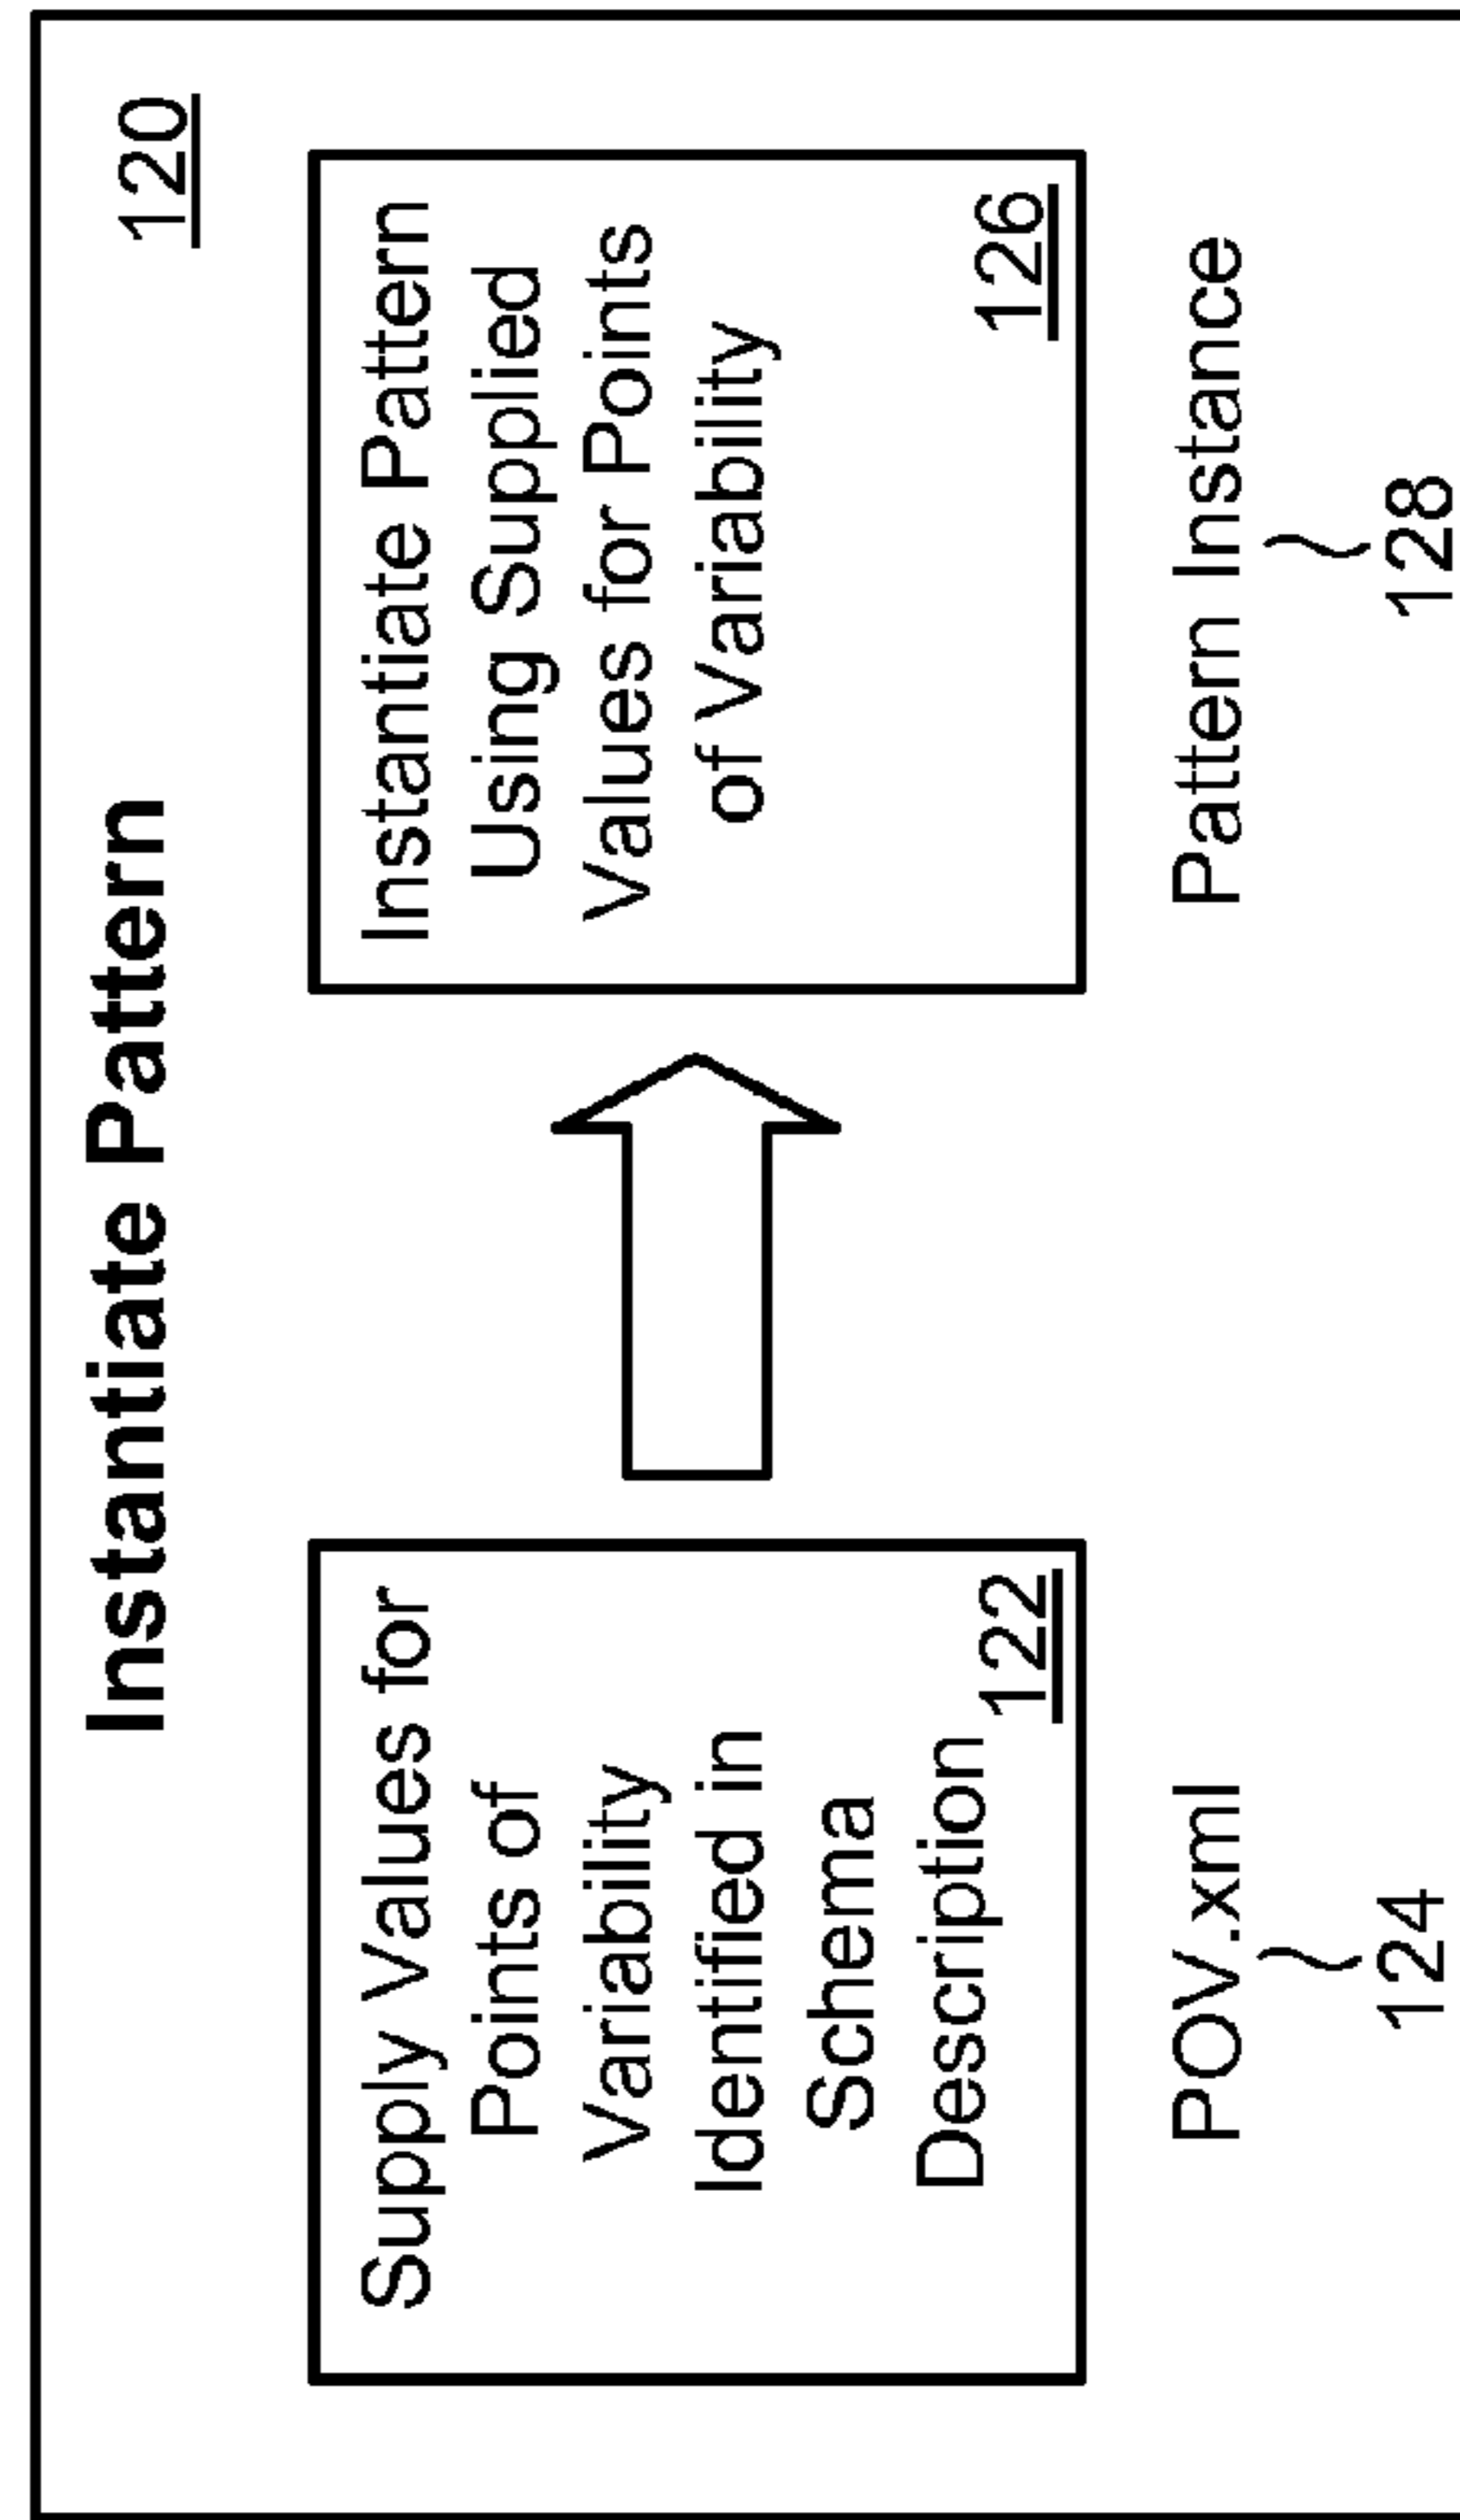 Instantiate Pattern
120
Supply Values for
Points of
Variability
Identified in
Schema
Description
122
POV.xml
124
Instantiate Pattern
Using Supplied
Values for Points
of Variability
126
Pattern Instance
128